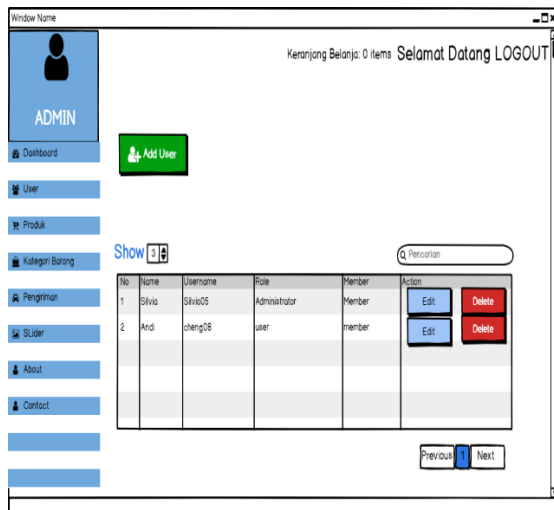 Window Name
Keranjang Belanja: 0 items Selamat Datang LOGOUT
ADMIN
Dashboard
User
Produk
Kategori Barang
Pengiriman
SLider
About
Contact
Add User
Show 3
Pencarian
No Name Username Role Member Action
1 Silvia Silvia05 Administrator Member Edit Delete
2 Andi cheng08 user member Edit Delete
Previous 1 Next